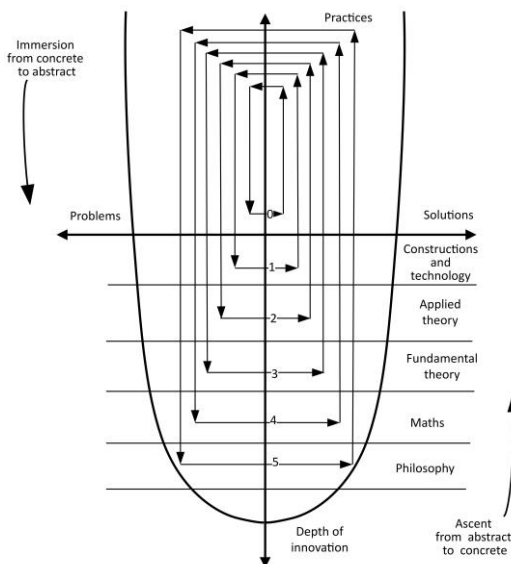 Practices
Immersion
from concrete
to abstract
0
Problems
Solutions
Constructions
and
technology
1
Applied
theory
2
Fundamental
theory
3
Maths
4
Philosophy
5
Depth of
innovation
Ascent
from abstract
to concrete